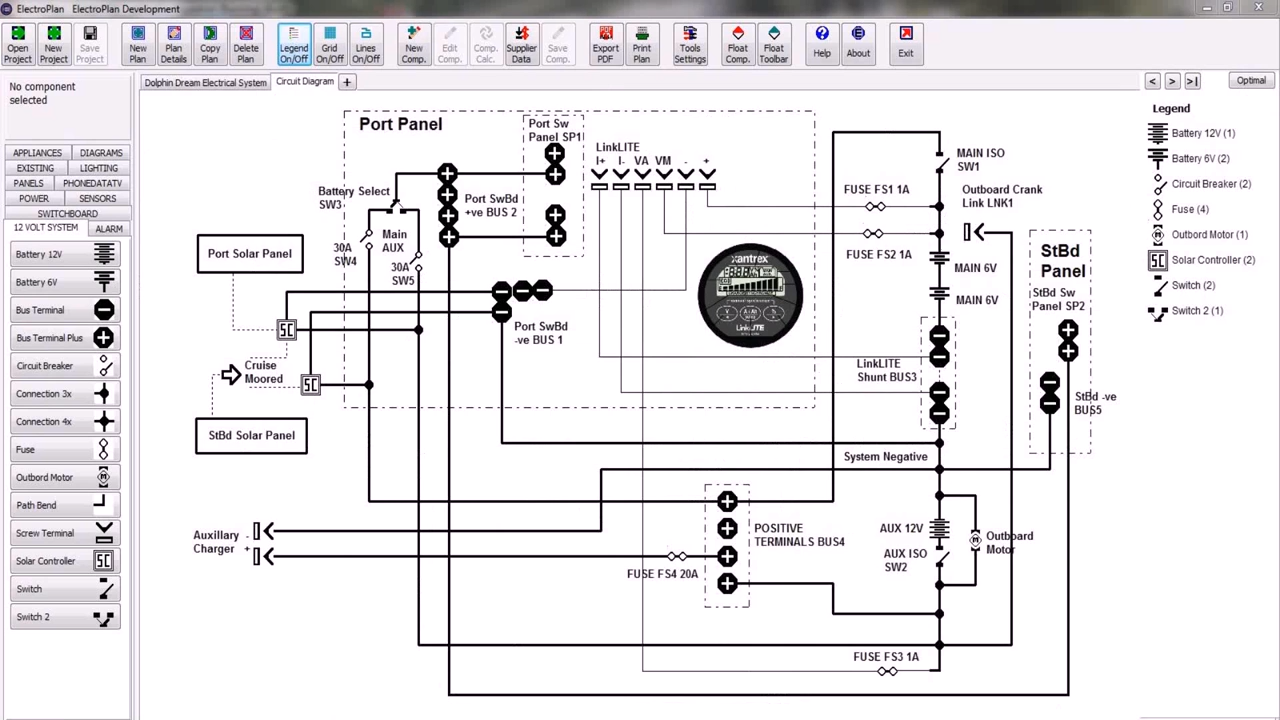 ElectroPlan ElectroPlan Development
Open Project
New Project
Save Project
New Plan
Plan Details
Copy Plan
Delete Plan
Legend On/Off
Grid On/Off
Lines On/Off
New Comp.
Edit Comp.
Comp. Calc.
Supplier Data
Save Comp.
Export PDF
Print Plan
Tools Settings
Float Comp.
Float Toolbar
Help
About
Exit
No component
selected
Dolphin Dream Electrical System
Circuit Diagram
+
<
>
>|
Optimal
APPLIANCES
DIAGRAMS
EXISTING
LIGHTING
PANELS
PHONEDATATV
POWER
SENSORS
SWITCHBOARD
12 VOLT SYSTEM
ALARM
Battery 12V
Battery 6V
Bus Terminal
Bus Terminal Plus
Circuit Breaker
Connection 3x
Connection 4x
Fuse
Outbord Motor
Path Bend
Screw Terminal
Solar Controller
SC
Switch
Switch 2
Port Panel
Port Sw
Panel SP1
LinkLITE
I+ I- VA VM - +
Battery Select
SW3
Port SwBd
+ve BUS 2
Main
AUX
30A
SW4
30A
SW5
Port Solar Panel
SC
Cruise
Moored
SC
StBd Solar Panel
Port SwBd
-ve BUS 1
xantrex
LinkLITE
MAIN ISO
SW1
FUSE FS1 1A
Outboard Crank
Link LNK1
FUSE FS2 1A
MAIN 6V
MAIN 6V
StBd
Panel
StBd Sw
Panel SP2
LinkLITE
Shunt BUS3
StBd -ve
BUS5
System Negative
Auxillary
Charger
-
+
POSITIVE
TERMINALS BUS4
FUSE FS4 20A
AUX 12V
AUX ISO
SW2
M
Outboard
Motor
FUSE FS3 1A
Legend
Battery 12V (1)
Battery 6V (2)
Circuit Breaker (2)
Fuse (4)
Outbord Motor (1)
SC
Solar Controller (2)
Switch (2)
Switch 2 (1)